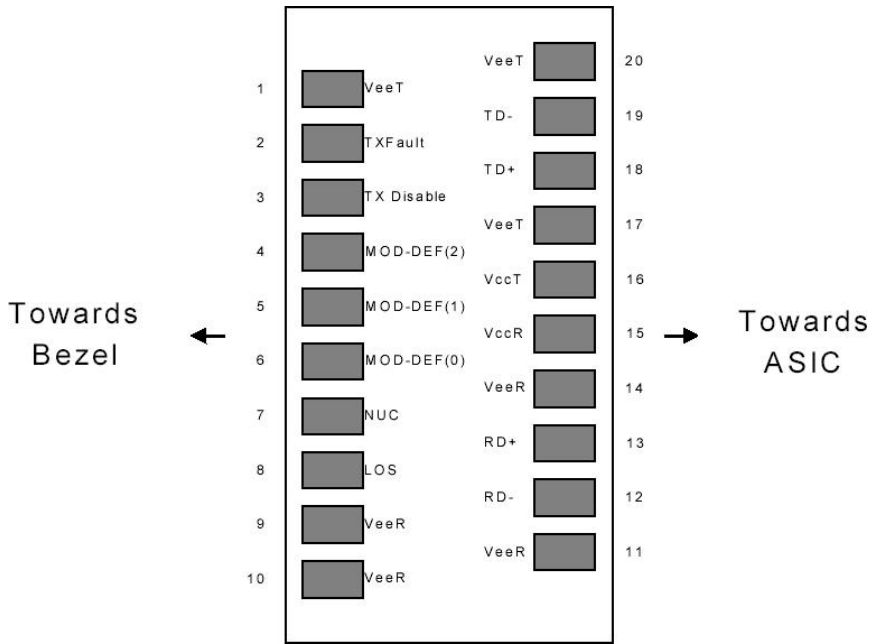 1 VeeT
2 TXFault
3 TX Disable
4 MOD-DEF(2)
5 MOD-DEF(1)
6 MOD-DEF(0)
7 NUC
8 LOS
9 VeeR
10 VeeR
VeeT 20
TD- 19
TD+ 18
VeeT 17
VccT 16
VccR 15
VeeR 14
RD+ 13
RD- 12
VeeR 11
Towards
Bezel
Towards
ASIC